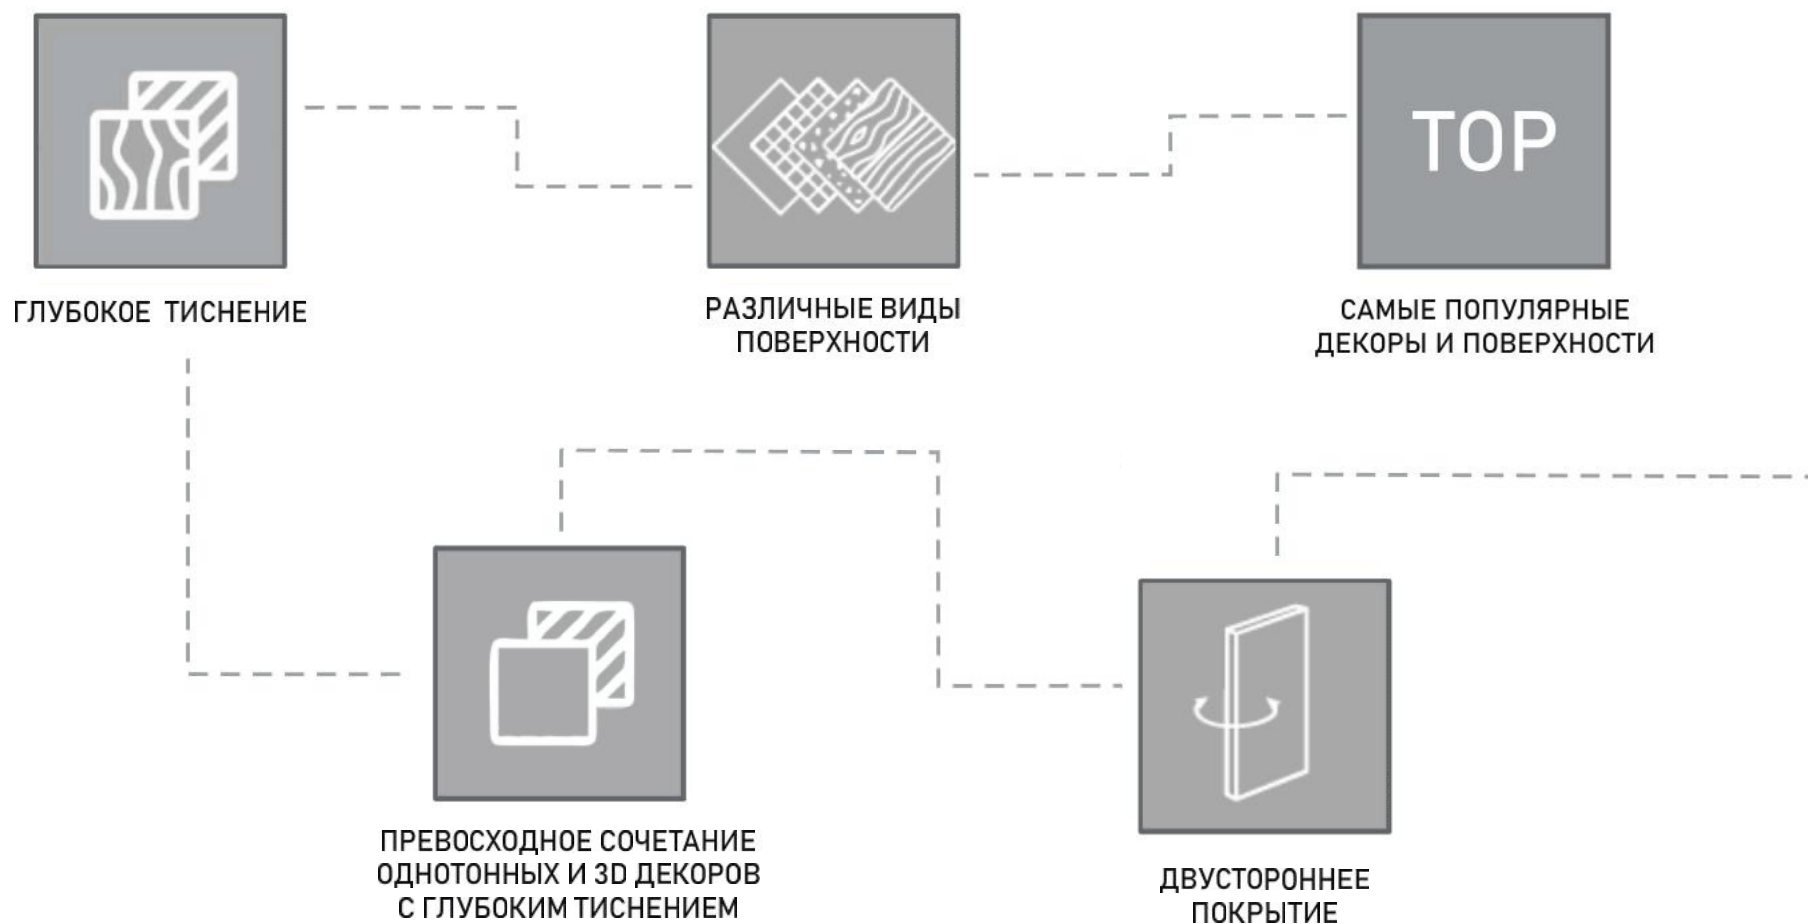 TOP
ГЛУБОКОЕ ТИСНЕНИЕ
РАЗЛИЧНЫЕ ВИДЫ
ПОВЕРХНОСТИ
САМЫЕ ПОПУЛЯРНЫЕ
ДЕКОРЫ И ПОВЕРХНОСТИ
ПРЕВОСХОДНОЕ СОЧЕТАНИЕ
ОДНОТОННЫХ И 3D ДЕКОРОВ
С ГЛУБОКИМ ТИСНЕНИЕМ
ДВУСТОРОННЕЕ
ПОКРЫТИЕ